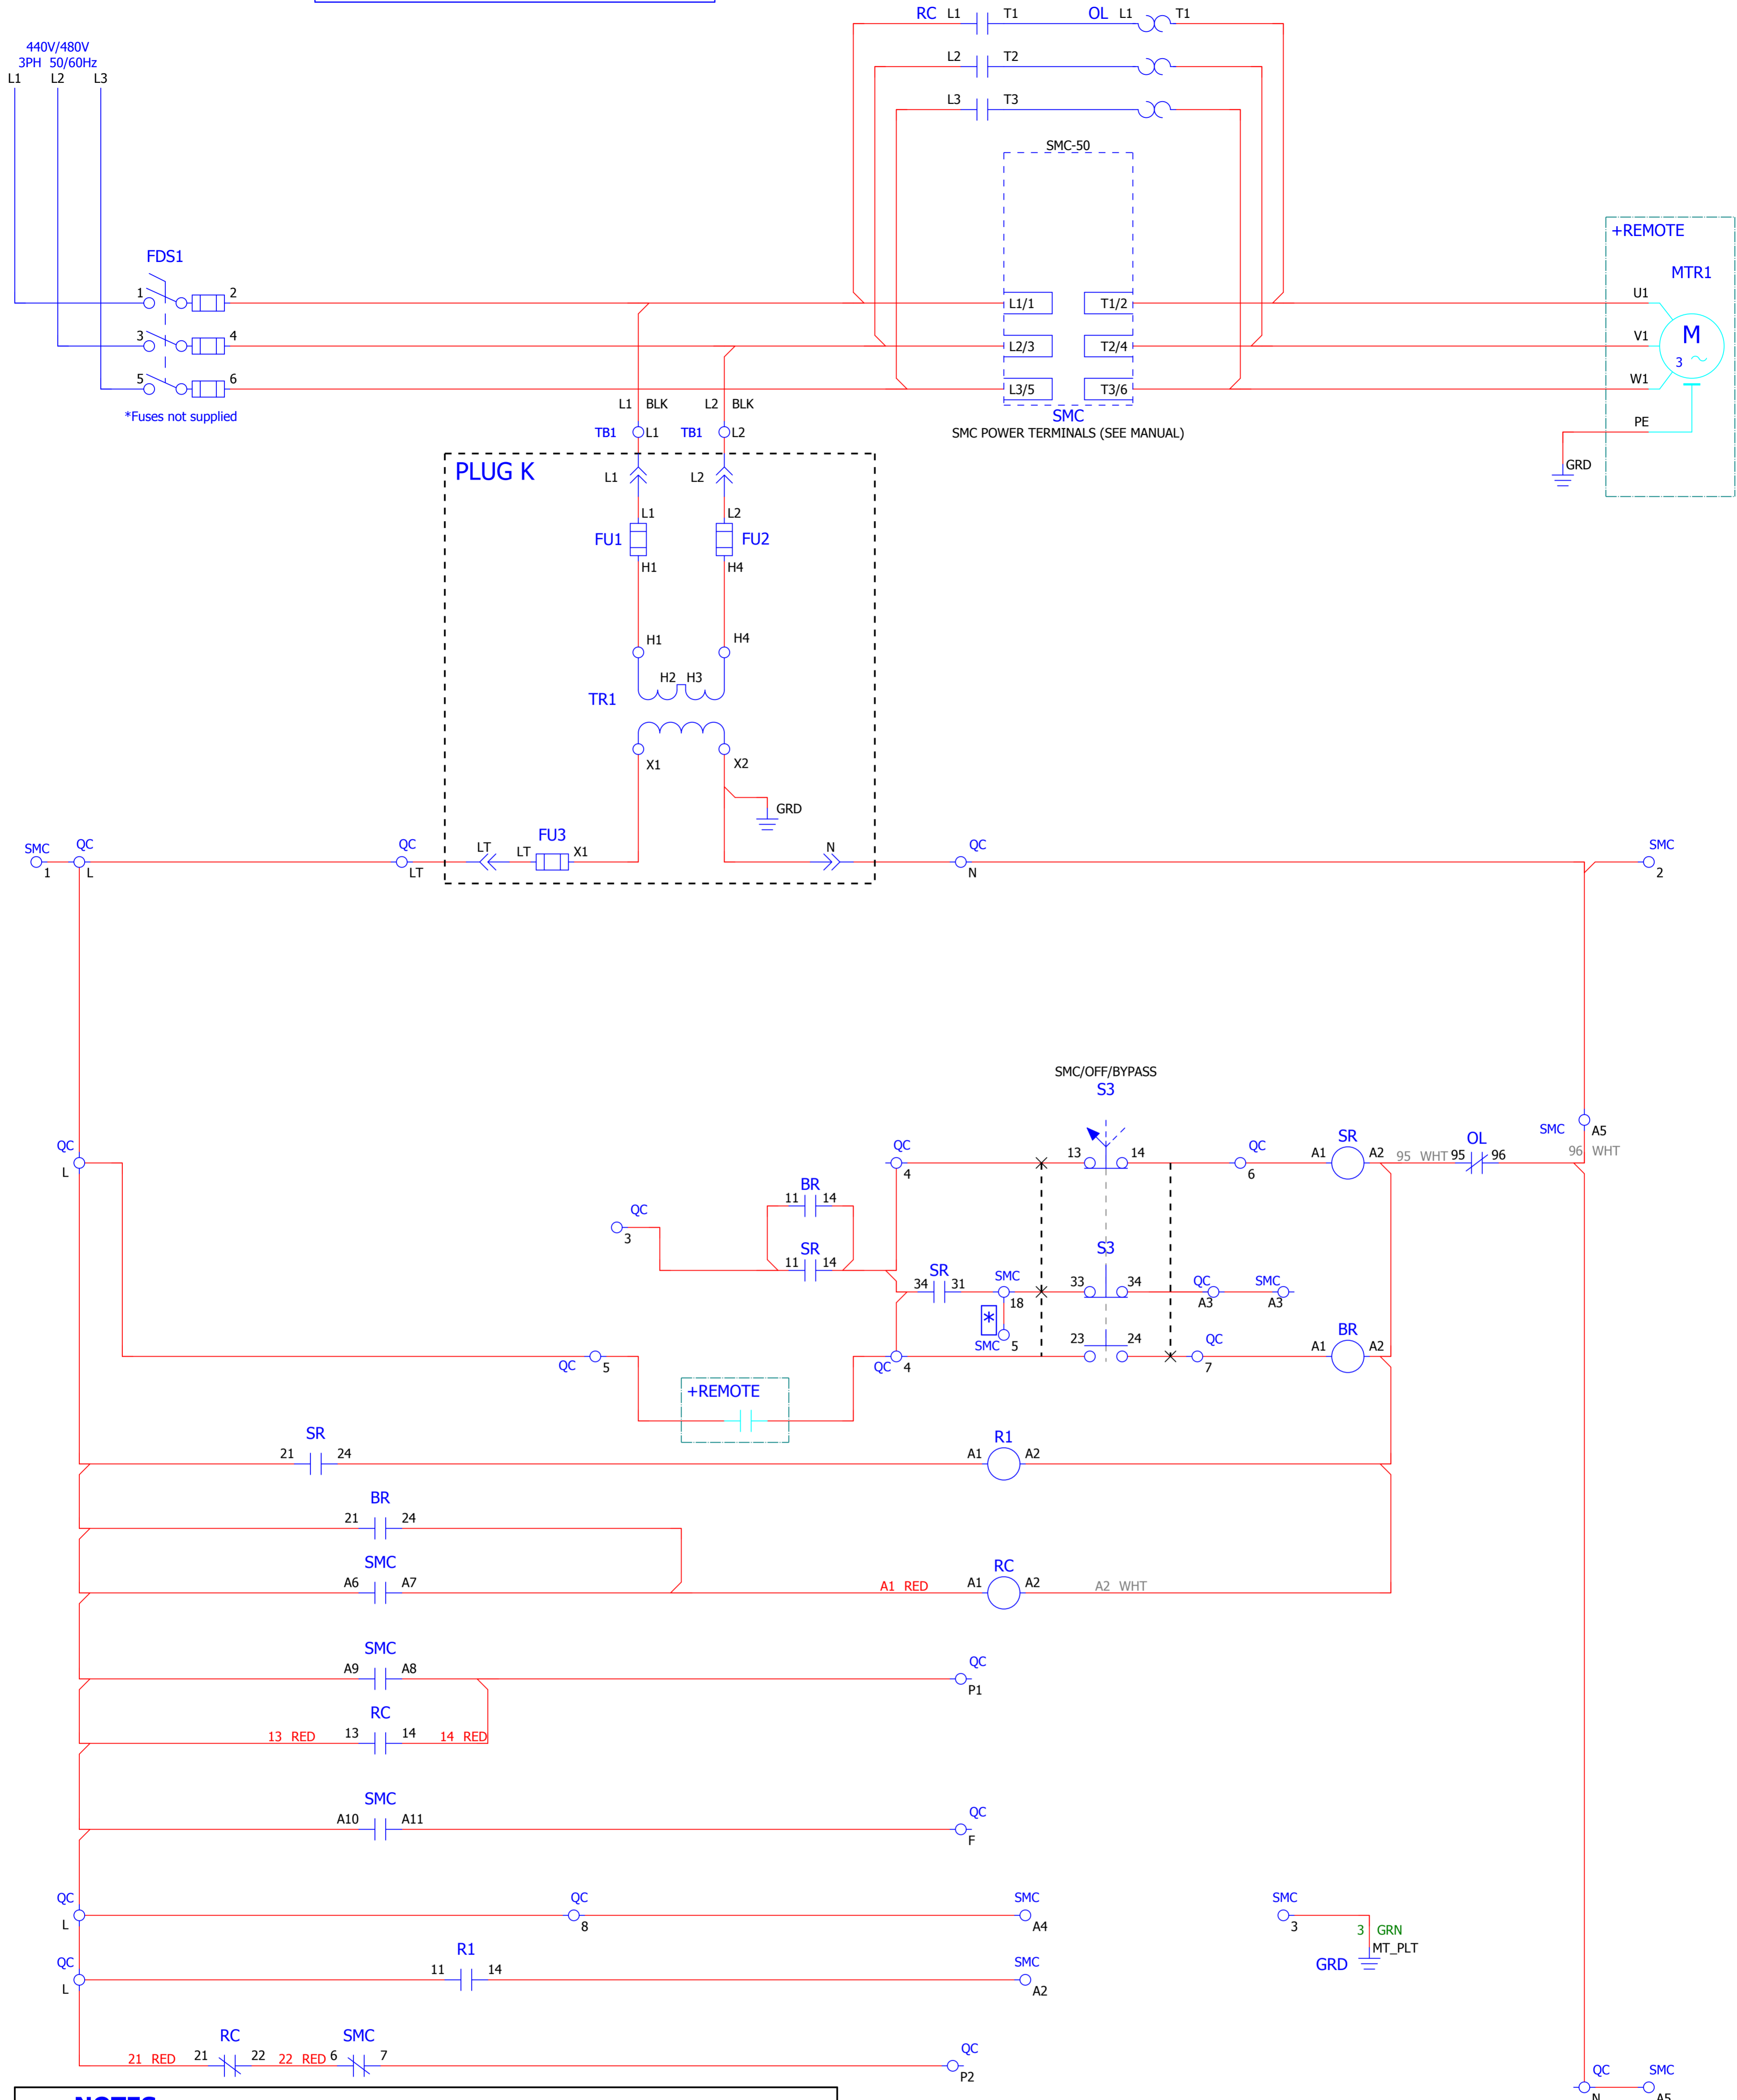 RC L1 T1 OL L1 T1
440V/480V
3PH 50/60Hz
L1 L2 L3
L2 T2
L3 T3
SMC-50
+REMOTE
MTR1
FDS1
1 2 L1/1 T1/2 U1
3 4 L2/3 T2/4 V1 M
3
5 6 L3/5 T3/6 W1
*Fuses not supplied
L1 BLK L2 BLK
SMC
SMC POWER TERMINALS (SEE MANUAL)
PE
TB1 L1 TB1 L2
GRD
PLUG K
L1 L2
L1 L2
FU1 FU2
H1 H4
H1 H4
H2 H3
TR1
X1 X2
GRD
SMC QC QC FU3 QC SMC
LT LT X1 N
1 L LT N 2
SMC/OFF/BYPASS
S3
SMC A5
QC QC 13 14 QC SR OL
A1 A2 95 WHT 95 96 96 WHT
L 4 6
BR
11 14
QC
3
SR S3
11 14
SR SMC 33 34 QC SMC
34 31
18 A3 A3
*
SMC 5 23 24 QC BR
A1 A2
QC 5 QC 4 7
+REMOTE
SR R1
21 24 A1 A2
BR
21 24
SMC RC
A6 A7 A1 RED A1 A2 A2 WHT
SMC QC
A9 A8
P1
RC
13 RED 13 14 14 RED
SMC QC
A10 A11
F
QC QC SMC SMC
L 8 A4 3
3 GRN
MT_PLT
GRD
QC R1 SMC
11 14
L A2
RC SMC QC
21 RED 21 22 22 RED 6 7
P2
QC SMC
N A5
NOTES